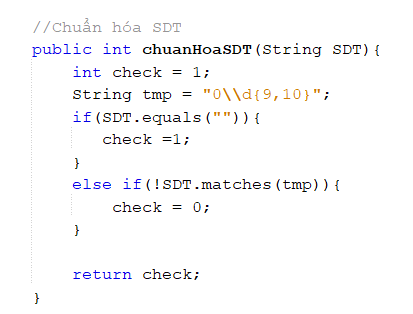 //Chuẩn hóa SDT
public int chuanHoaSDT(String SDT){
int check = 1;
String tmp = "0\\d{9,10}";
if(SDT.equals("")){
check =1;
}
else if(!SDT.matches(tmp)){
check = 0;
}
return check;
}